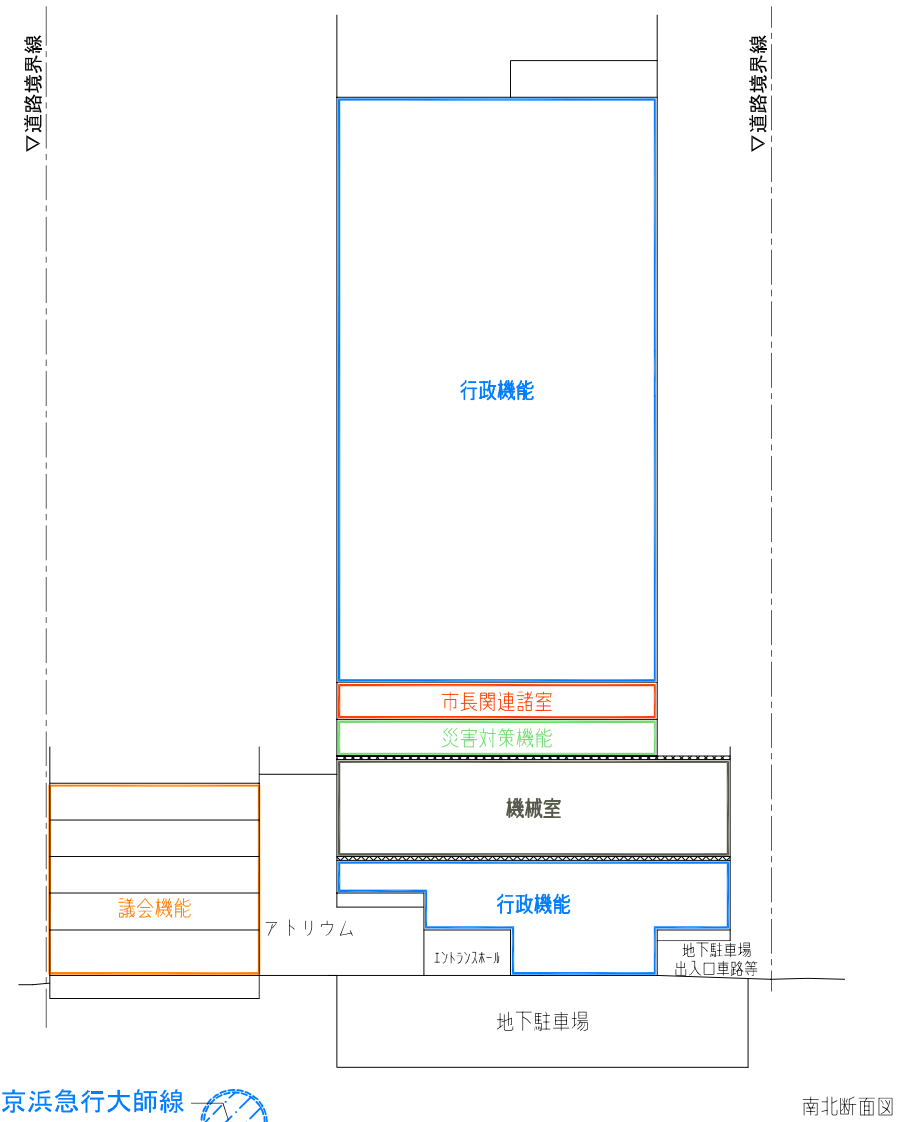 ▽道路境界線
▽道路境界線
行政機能
市長関連諸室
災害対策機能
機械室
議会機能
行政機能
アトリウム
エントランスホール
地下駐車場
出入口車路等
地下駐車場
京浜急行大師線
南北断面図